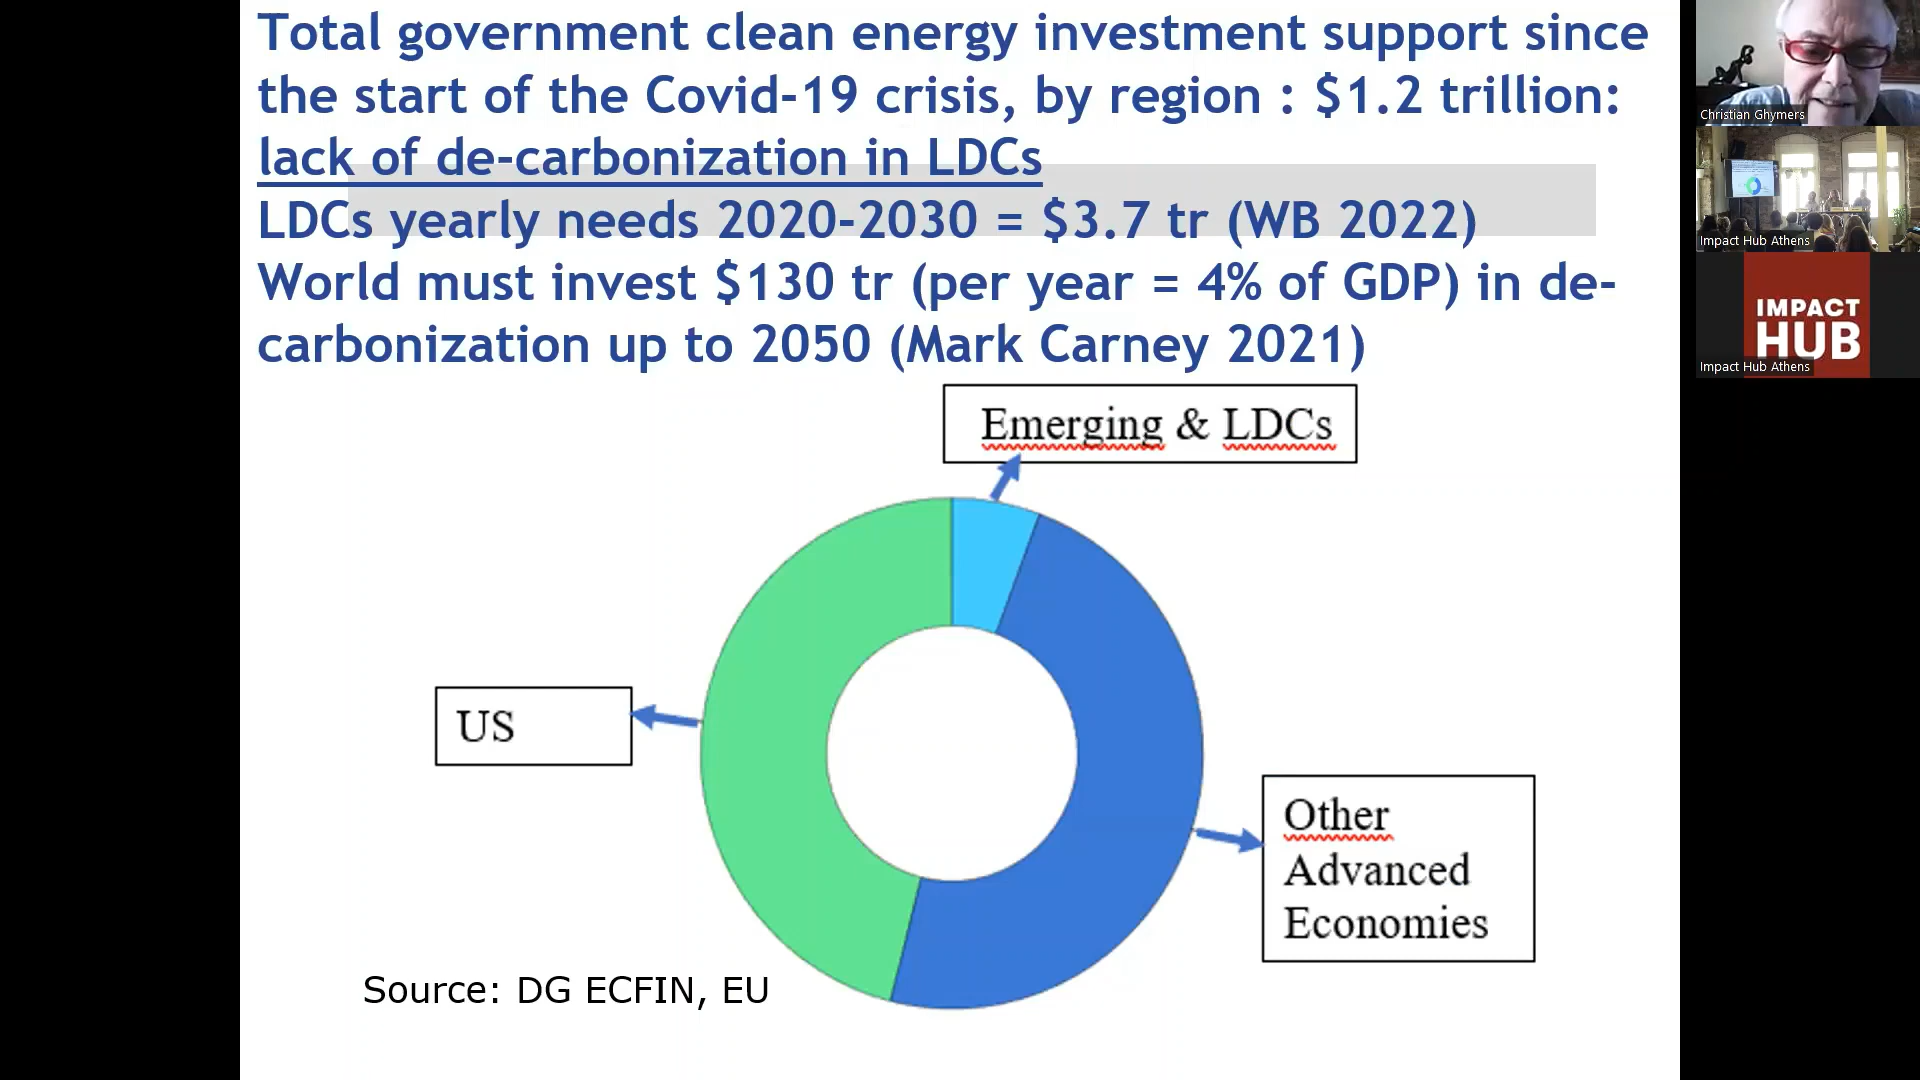 Total government clean energy investment support since
the start of the Covid-19 crisis, by region : $1.2 trillion:
lack of de-carbonization in LDCs
LDCs yearly needs 2020-2030 = $3.7 tr (WB 2022)
World must invest $130 tr (per year = 4% of GDP) in de-
carbonization up to 2050 (Mark Carney 2021)
Emerging & LDCs
US
Other
Advanced
Economies
Source: DG ECFIN, EU
Christian Ghymers
Impact Hub Athens
IMPACT
HUB
Impact Hub Athens